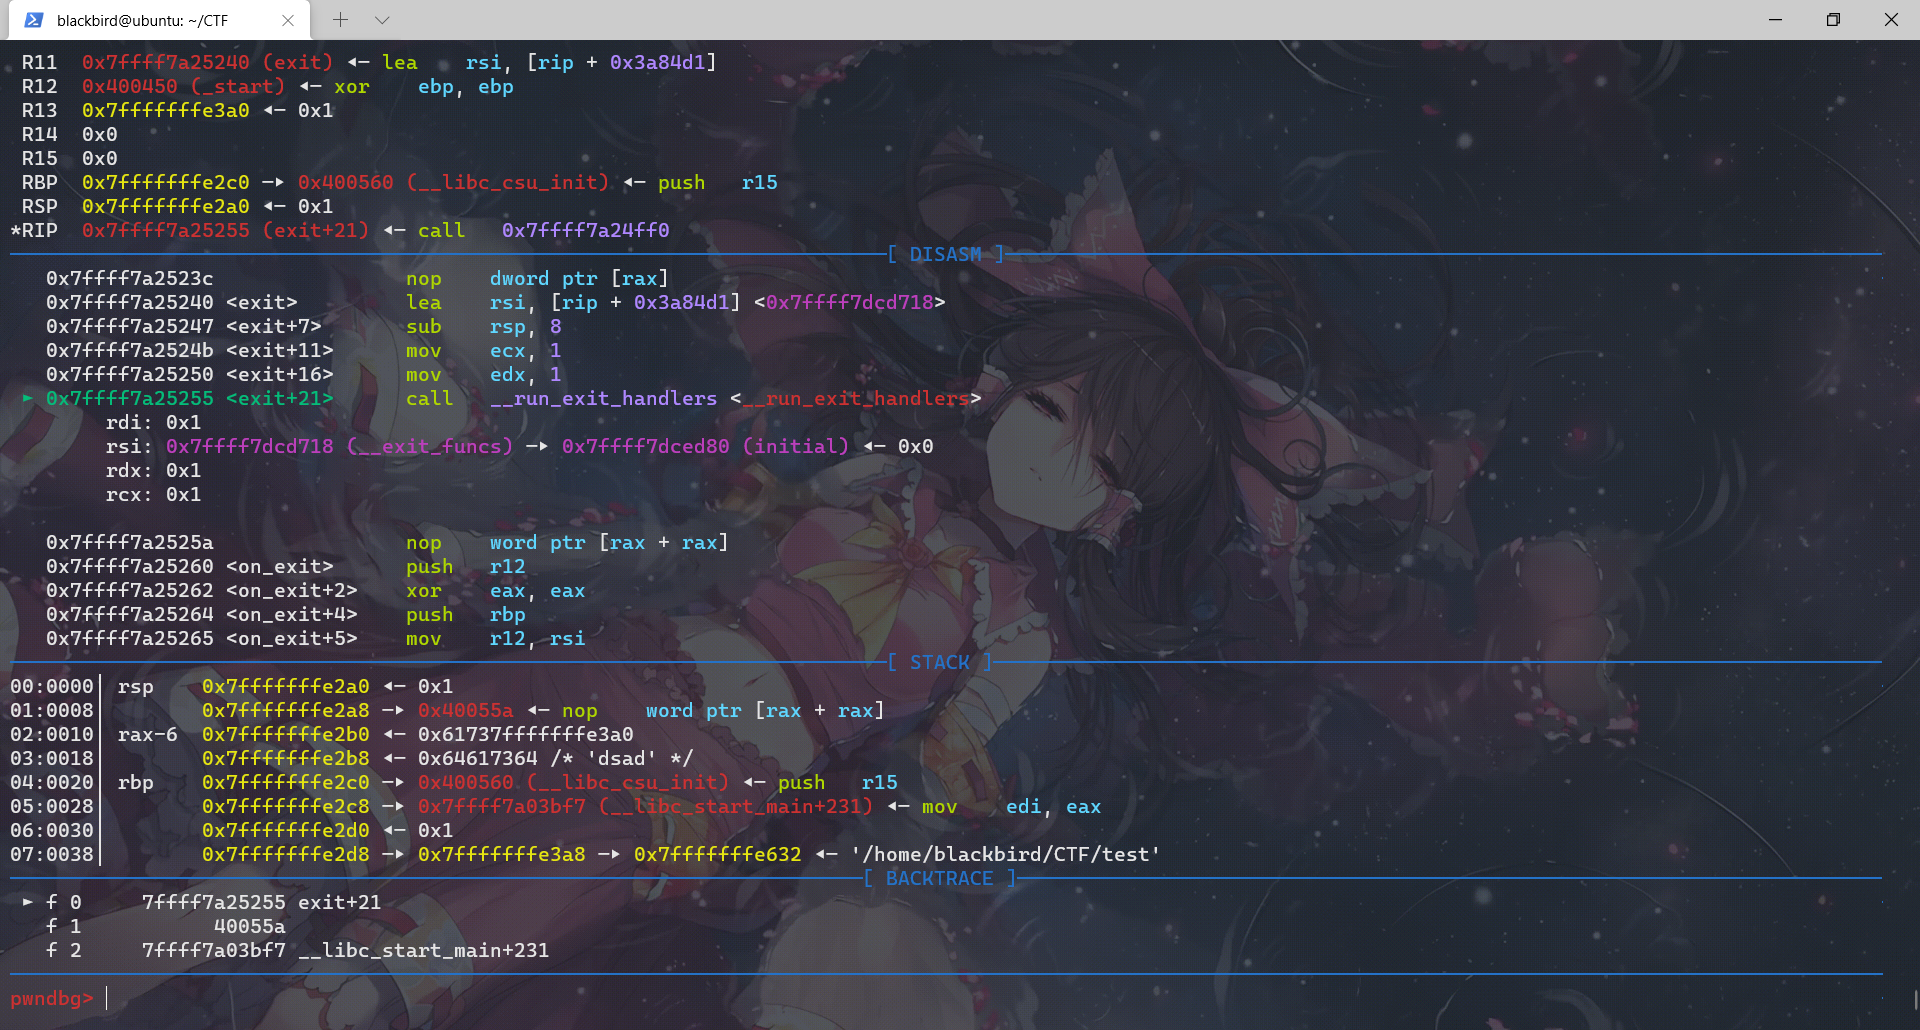 blackbird@ubuntu: ~/CTF
R11 0x7ffff7a25240 (exit) ◂— lea rsi, [rip + 0x3a84d1]
R12 0x400450 (_start) ◂— xor ebp, ebp
R13 0x7fffffffe3a0 ◂— 0x1
R14 0x0
R15 0x0
RBP 0x7fffffffe2c0 —▸ 0x400560 (__libc_csu_init) ◂— push r15
RSP 0x7fffffffe2a0 ◂— 0x1
*RIP 0x7ffff7a25255 (exit+21) ◂— call 0x7ffff7a24ff0
[ DISASM ]
0x7ffff7a2523c nop dword ptr [rax]
0x7ffff7a25240 <exit> lea rsi, [rip + 0x3a84d1] <0x7ffff7dcd718>
0x7ffff7a25247 <exit+7> sub rsp, 8
0x7ffff7a2524b <exit+11> mov ecx, 1
0x7ffff7a25250 <exit+16> mov edx, 1
► 0x7ffff7a25255 <exit+21> call __run_exit_handlers <__run_exit_handlers>
rdi: 0x1
rsi: 0x7ffff7dcd718 (__exit_funcs) —▸ 0x7ffff7dced80 (initial) ◂— 0x0
rdx: 0x1
rcx: 0x1
0x7ffff7a2525a nop word ptr [rax + rax]
0x7ffff7a25260 <on_exit> push r12
0x7ffff7a25262 <on_exit+2> xor eax, eax
0x7ffff7a25264 <on_exit+4> push rbp
0x7ffff7a25265 <on_exit+5> mov r12, rsi
[ STACK ]
00:0000│ rsp 0x7fffffffe2a0 ◂— 0x1
01:0008│ 0x7fffffffe2a8 —▸ 0x40055a ◂— nop word ptr [rax + rax]
02:0010│ rax-6 0x7fffffffe2b0 ◂— 0x61737fffffffe3a0
03:0018│ 0x7fffffffe2b8 ◂— 0x64617364 /* 'dsad' */
04:0020│ rbp 0x7fffffffe2c0 —▸ 0x400560 (__libc_csu_init) ◂— push r15
05:0028│ 0x7fffffffe2c8 —▸ 0x7ffff7a03bf7 (__libc_start_main+231) ◂— mov edi, eax
06:0030│ 0x7fffffffe2d0 ◂— 0x1
07:0038│ 0x7fffffffe2d8 —▸ 0x7fffffffe3a8 —▸ 0x7fffffffe632 ◂— '/home/blackbird/CTF/test'
[ BACKTRACE ]
► f 0 7ffff7a25255 exit+21
f 1 40055a
f 2 7ffff7a03bf7 __libc_start_main+231
pwndbg>